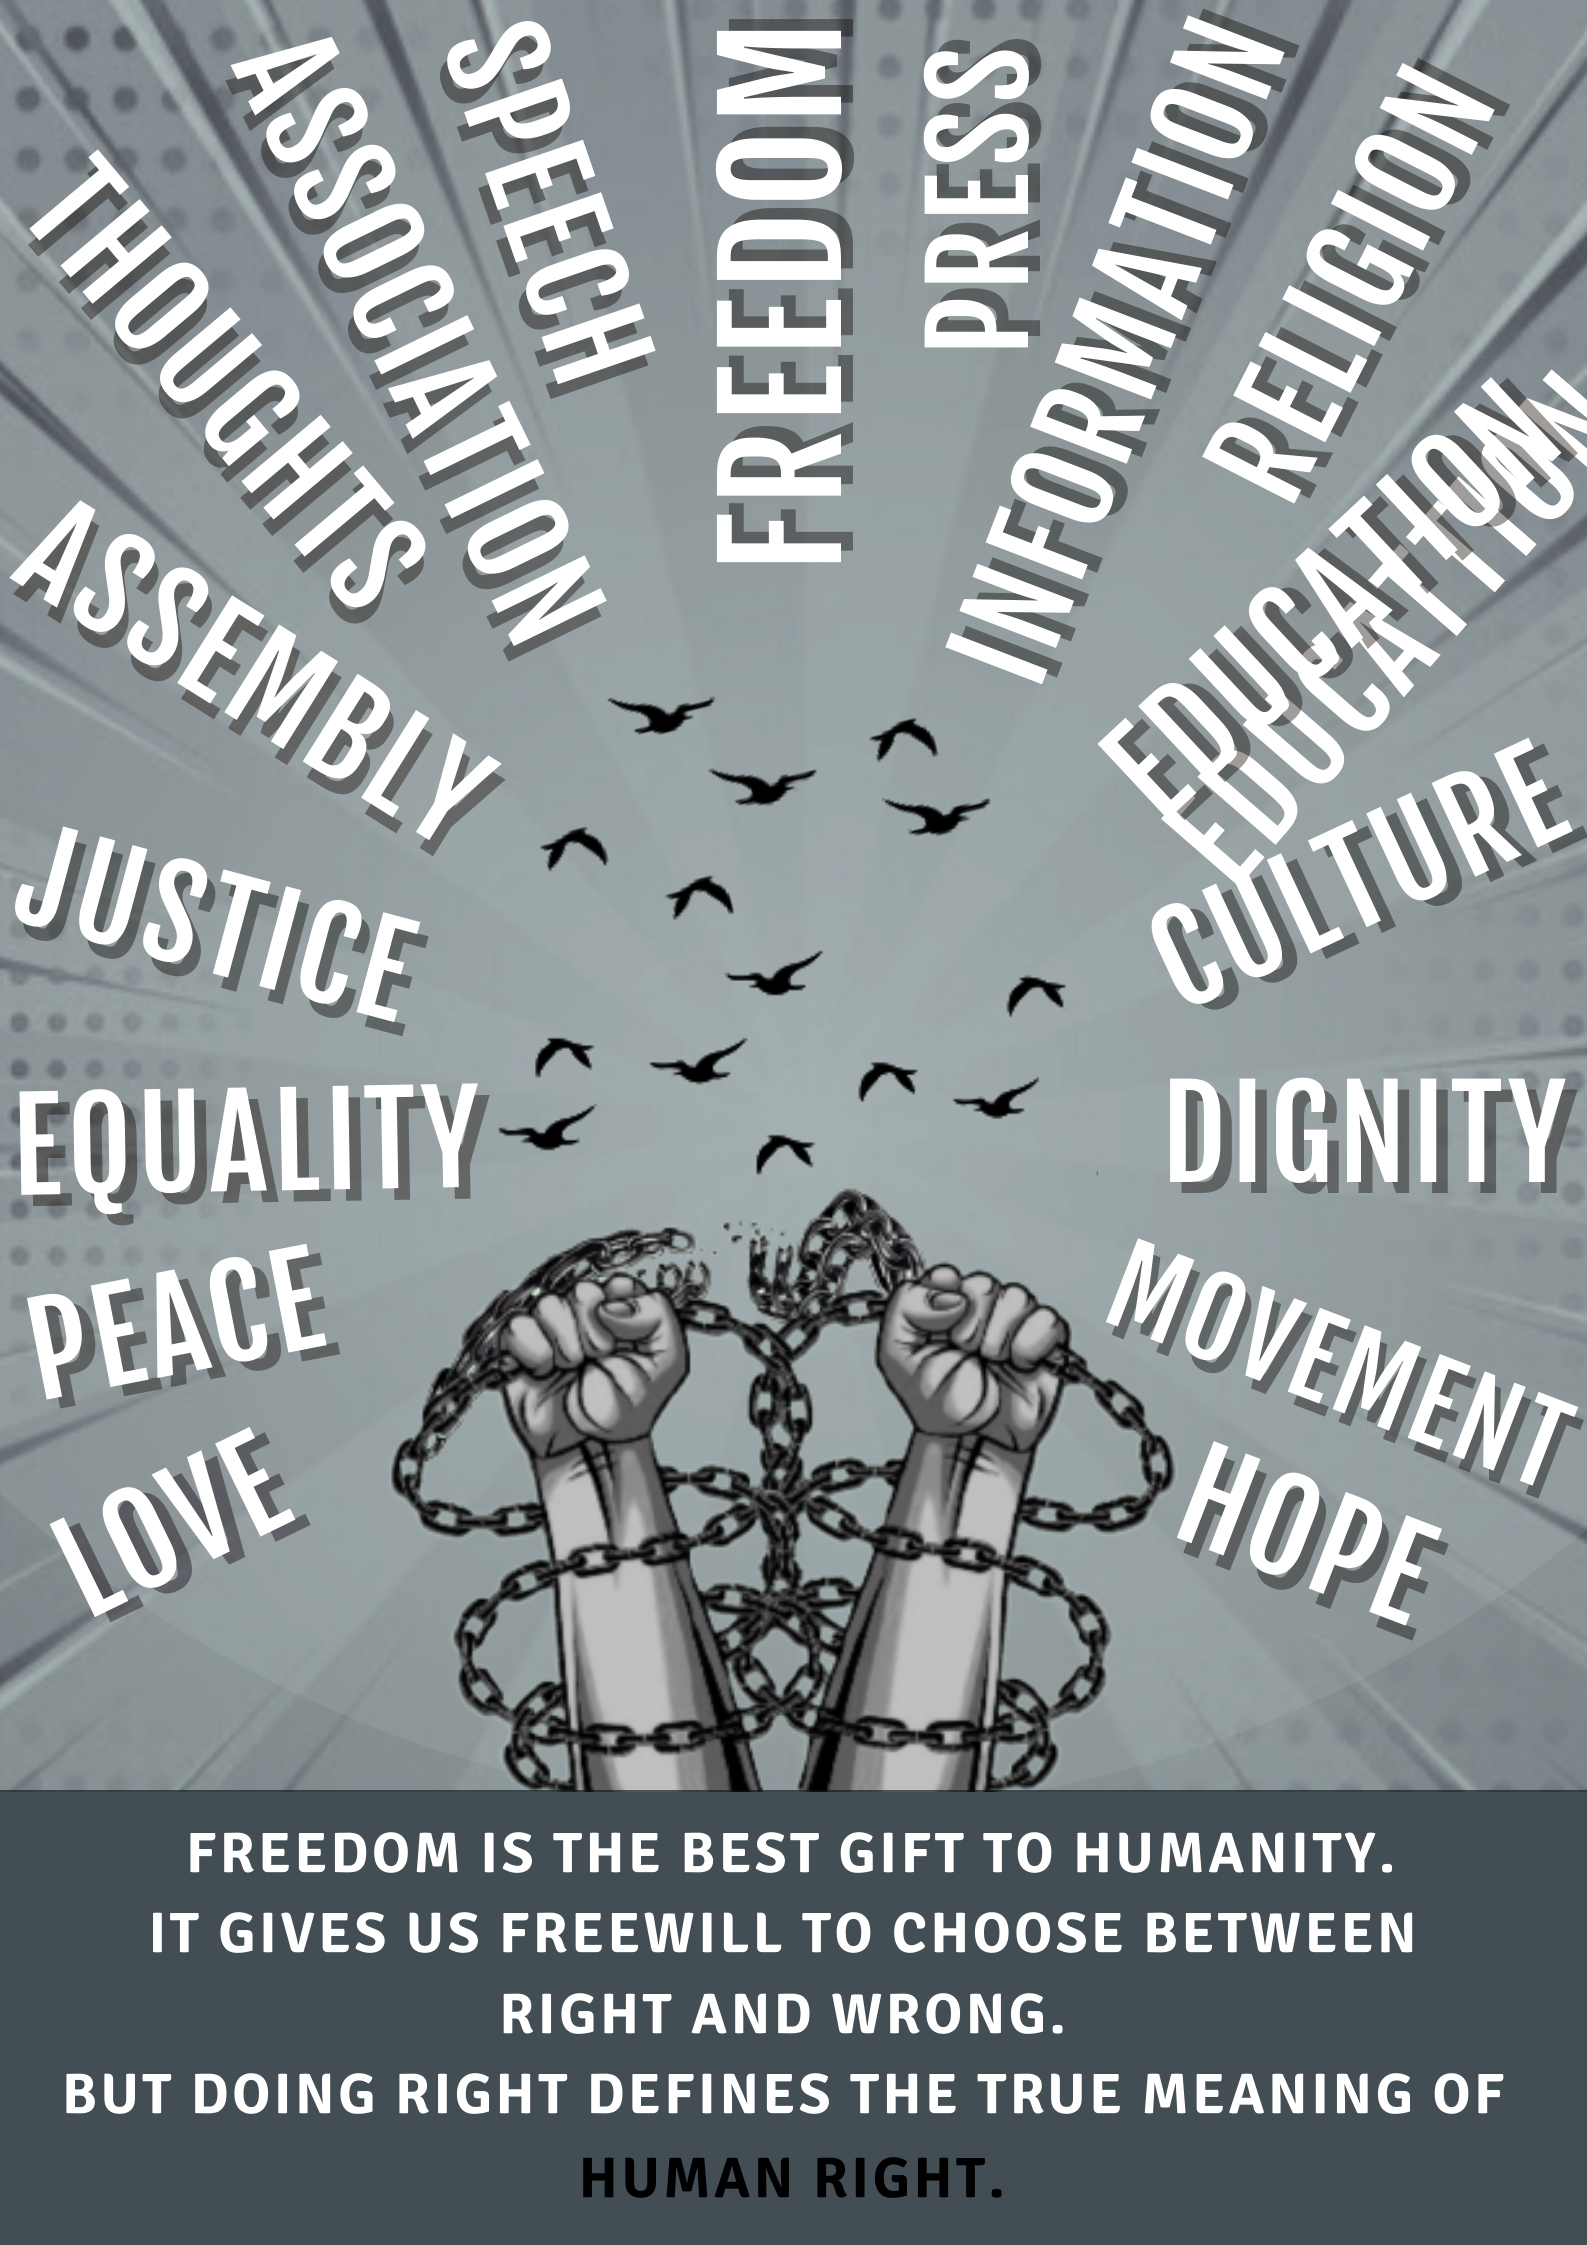 LOVE
PEACE
EQUALITY
JUSTICE
ASSEMBLY
THOUGHTS
ASSOCIATION
SPEECH
FREEDOM
PRESS
INFORMATION
RELIGION
EDUCATION
EDUCATION
CULTURE
DIGNITY
MOVEMENT
HOPE
FREEDOM IS THE BEST GIFT TO HUMANITY.
IT GIVES US FREEWILL TO CHOOSE BETWEEN
RIGHT AND WRONG.
BUT DOING RIGHT DEFINES THE TRUE MEANING OF
HUMAN RIGHT.